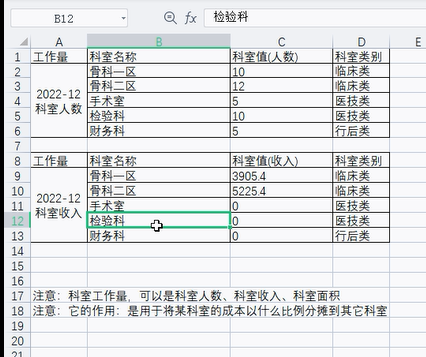 B12 fx 检验科
A B C D E
1 工作量 科室名称 科室值(人数) 科室类别
2 2022-12 科室人数 骨科一区 10 临床类
3 骨科二区 12 临床类
4 手术室 5 医技类
5 检验科 10 医技类
6 财务科 5 行后类
7
8 工作量 科室名称 科室值(收入) 科室类别
9 2022-12 科室收入 骨科一区 3905.4 临床类
10 骨科二区 5225.4 临床类
11 手术室 0 医技类
12 检验科 0 医技类
13 财务科 0 行后类
14
15
16
17 注意：科室工作量，可以是科室人数、科室收入、科室面积
18 注意：它的作用：是用于将某科室的成本以什么比例分摊到其它科室
19
20
21